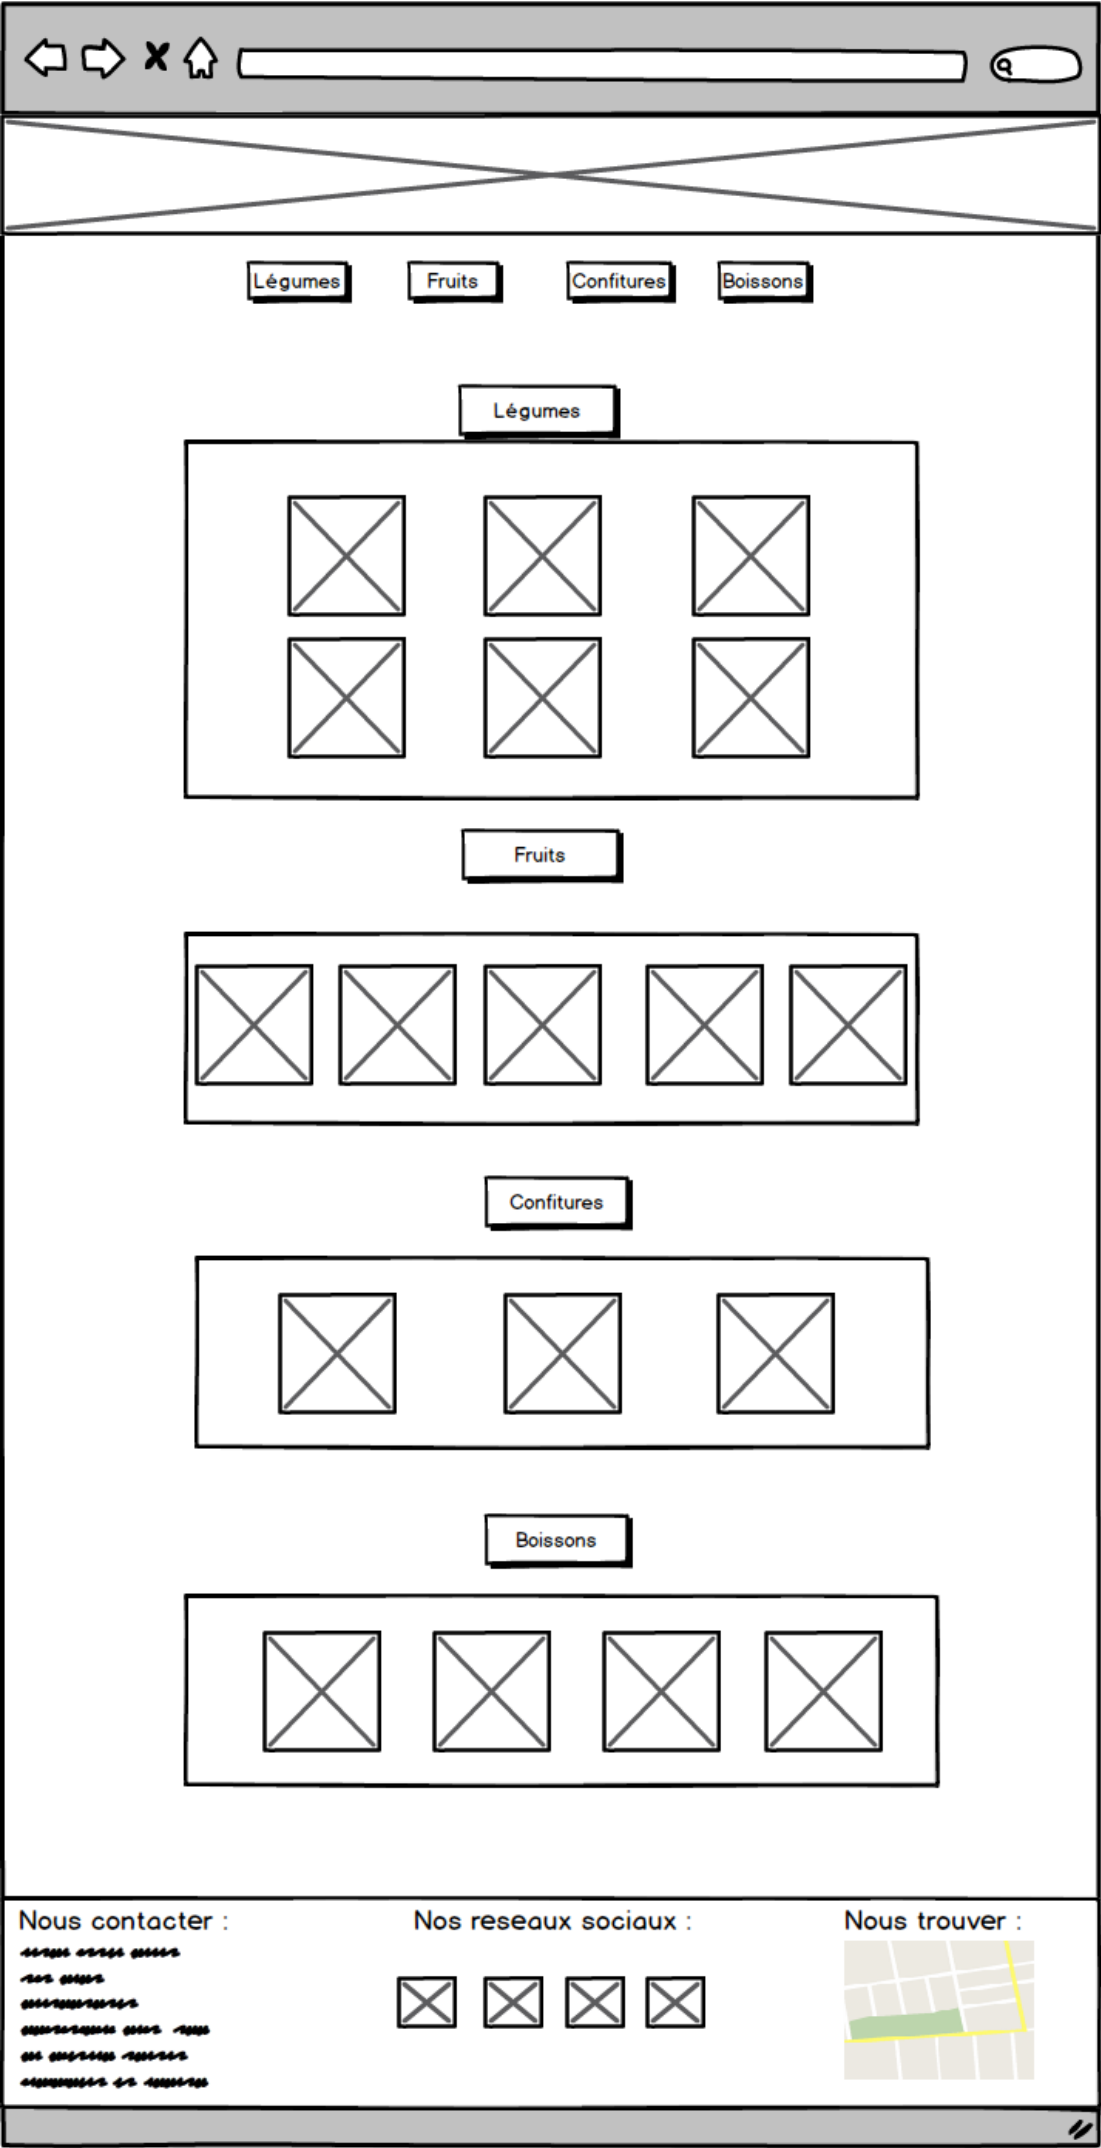 Légumes Fruits Confitures Boissons
Légumes
Fruits
Confitures
Boissons
Nous contacter : Nos reseaux sociaux : Nous trouver :